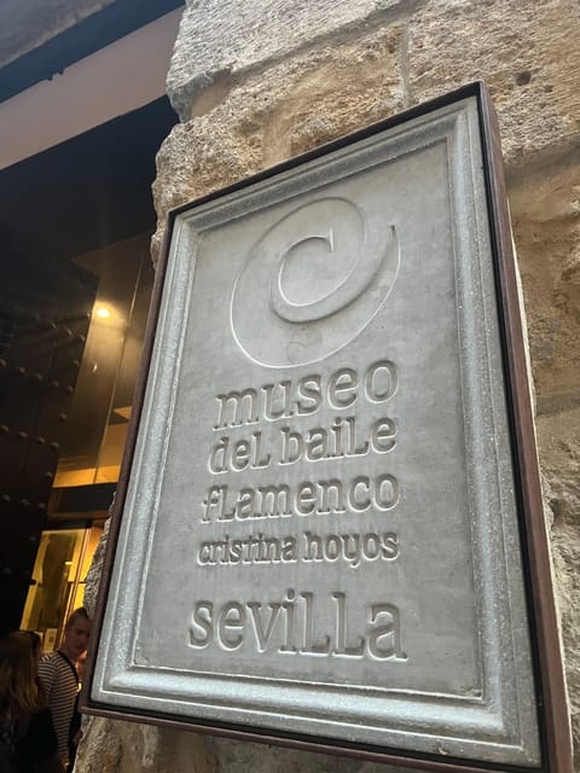 museo
del baile
flamenco
cristina hoyos
sevilla